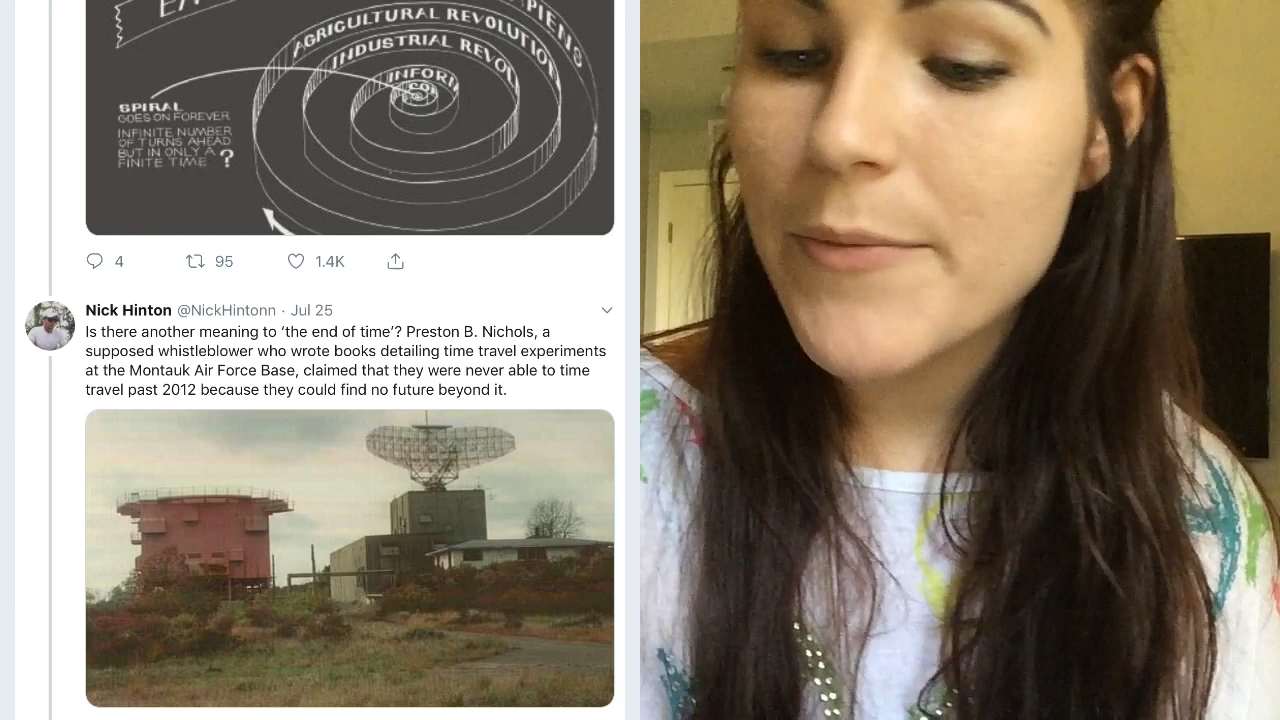 PIENS
AGRICULTURAL REVOLUTION
INDUSTRIAL REVOL
INFOR
SPIRAL
GOES ON FOREVER
INFINITE NUMBER
OF TURNS AHEAD
BUT IN ONLY A
FINITE TIME ?
4 95 1.4K
Nick Hinton @NickHintonn · Jul 25
Is there another meaning to ‘the end of time’? Preston B. Nichols, a
supposed whistleblower who wrote books detailing time travel experiments
at the Montauk Air Force Base, claimed that they were never able to time
travel past 2012 because they could find no future beyond it.